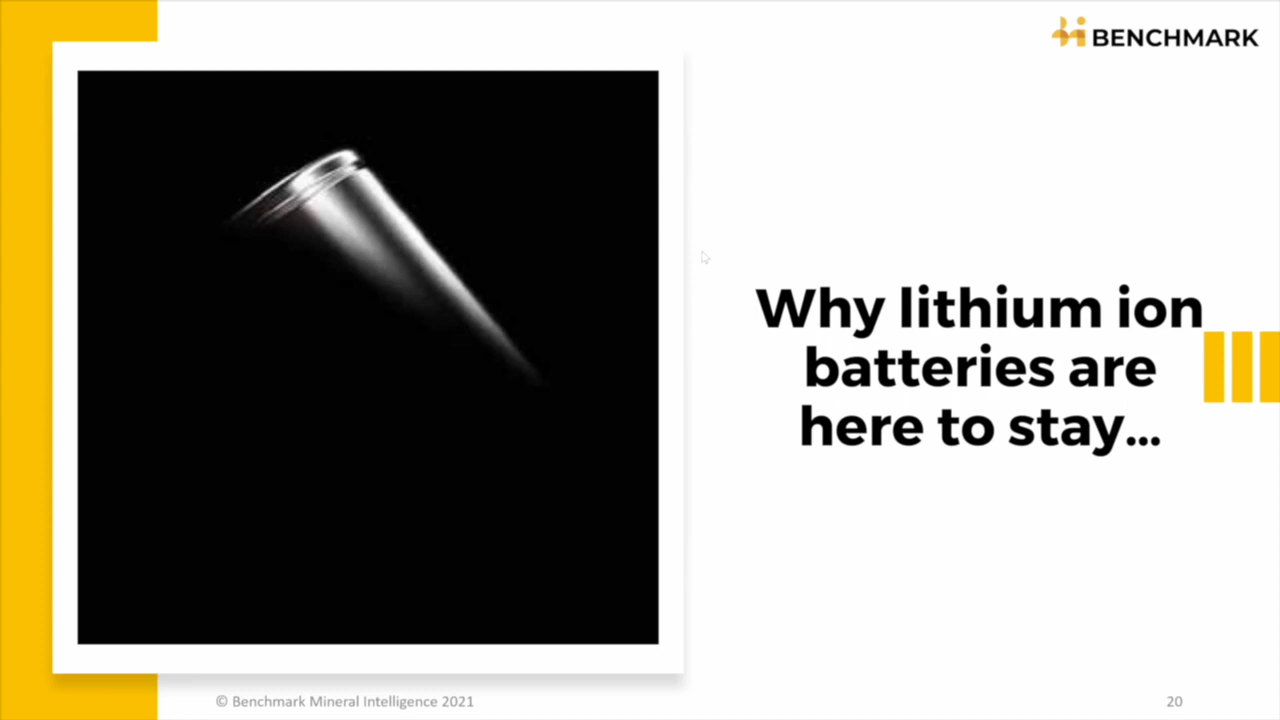 BENCHMARK
Why lithium ion
batteries are
here to stay...
© Benchmark Mineral Intelligence 2021
20